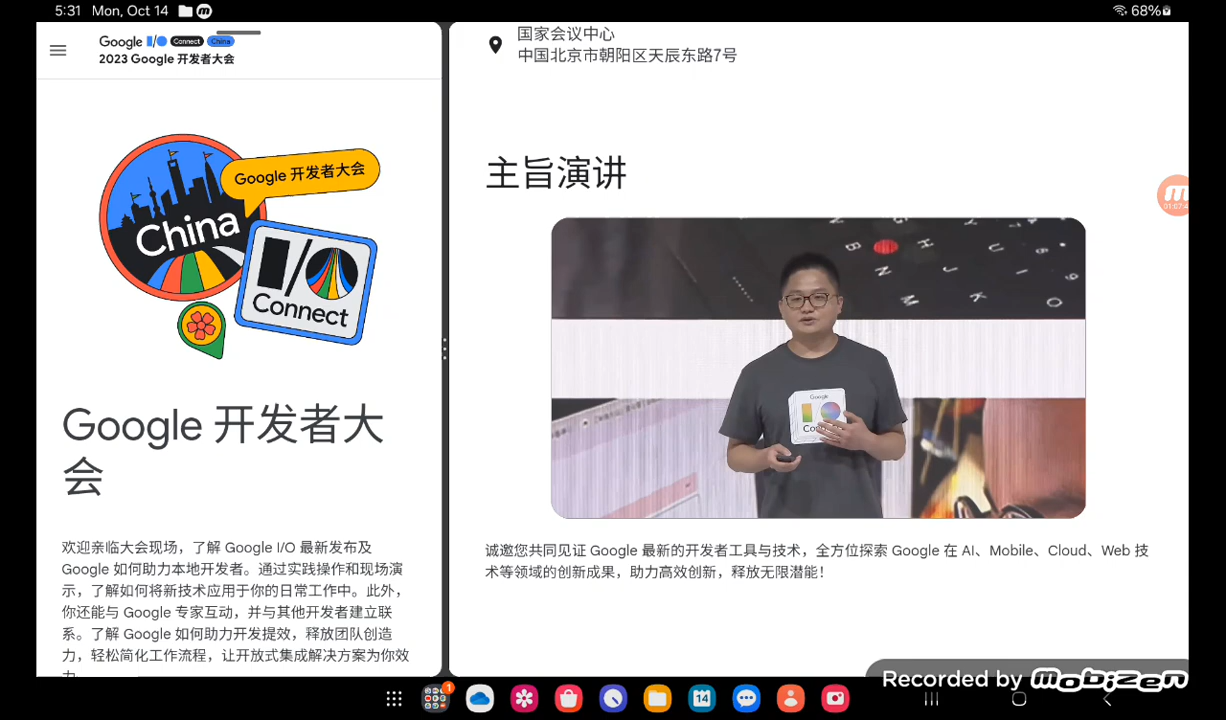 5:31 Mon, Oct 14
68%
Google I/O Connect China
2023 Google 开发者大会
Google 开发者大会
China
I/O
Connect
Google 开发者大
会
欢迎亲临大会现场，了解 Google I/O 最新发布及
Google 如何助力本地开发者。通过实践操作和现场演
示，了解如何将新技术应用于你的日常工作中。此外，
你还能与 Google 专家互动，并与其他开发者建立联
系。了解 Google 如何助力开发提效，释放团队创造
力，轻松简化工作流程，让开放式集成解决方案为你效
力
国家会议中心
中国北京市朝阳区天辰东路7号
主旨演讲
Google
I/O
诚邀您共同见证 Google 最新的开发者工具与技术，全方位探索 Google 在 AI、Mobile、Cloud、Web 技
术等领域的创新成果，助力高效创新，释放无限潜能！
1
14
Recorded by mobizen